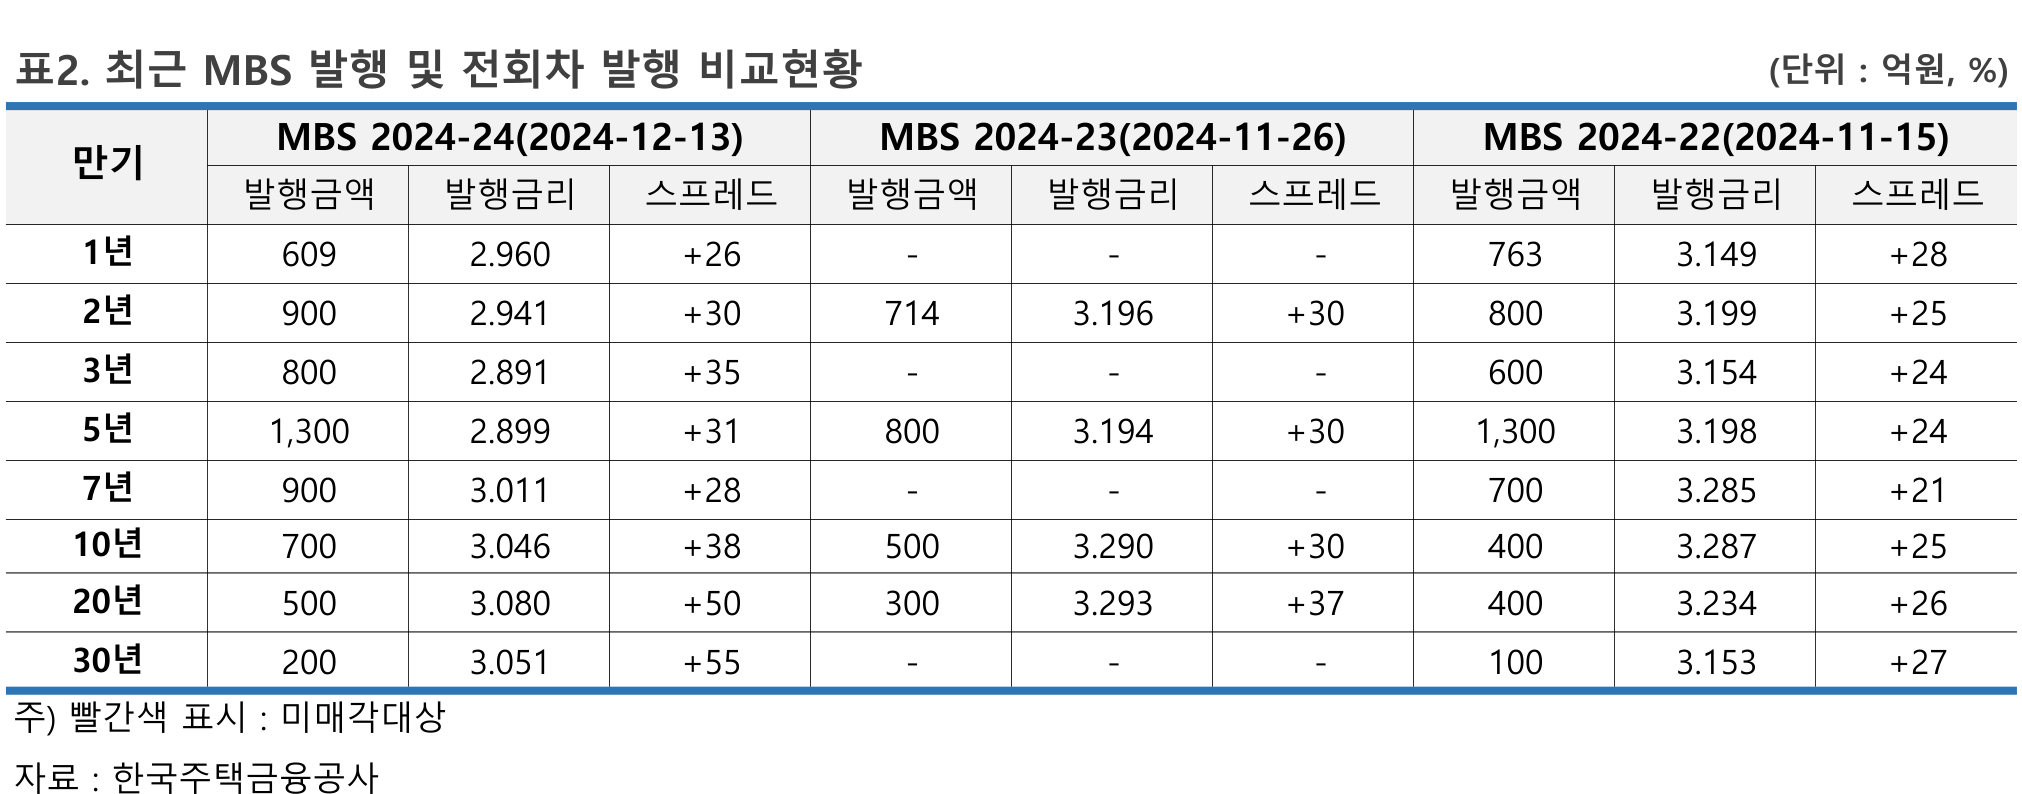 표2. 최근 MBS 발행 및 전회차 발행 비교현황 (단위 : 억원, %)
만기 MBS 2024-24(2024-12-13) MBS 2024-23(2024-11-26) MBS 2024-22(2024-11-15)
발행금액 발행금리 스프레드 발행금액 발행금리 스프레드 발행금액 발행금리 스프레드
1년 609 2.960 +26 - - - 763 3.149 +28
2년 900 2.941 +30 714 3.196 +30 800 3.199 +25
3년 800 2.891 +35 - - - 600 3.154 +24
5년 1,300 2.899 +31 800 3.194 +30 1,300 3.198 +24
7년 900 3.011 +28 - - - 700 3.285 +21
10년 700 3.046 +38 500 3.290 +30 400 3.287 +25
20년 500 3.080 +50 300 3.293 +37 400 3.234 +26
30년 200 3.051 +55 - - - 100 3.153 +27
주) 빨간색 표시 : 미매각대상
자료 : 한국주택금융공사